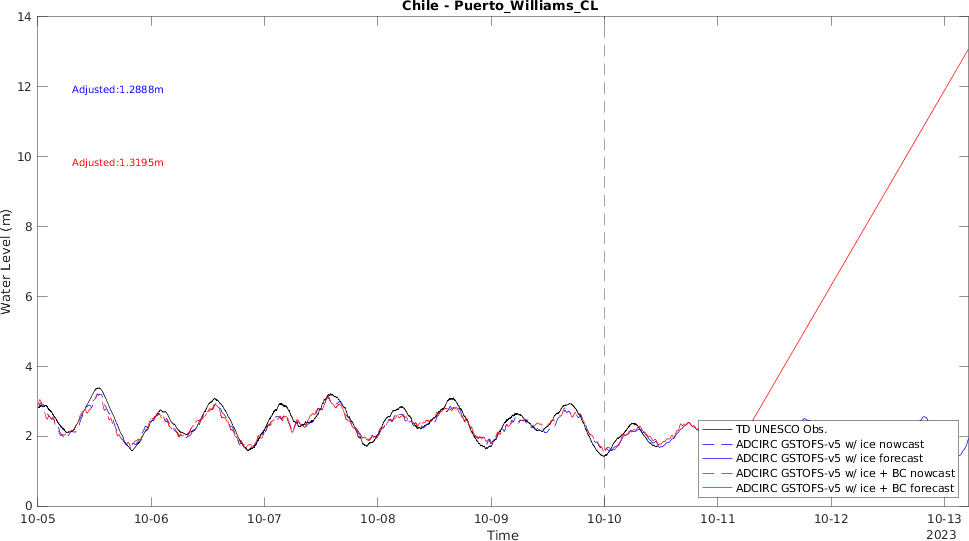 Chile - Puerto_Williams_CL
14
12
10
8
6
4
2
0
Water Level (m)
Adjusted:1.2888m
Adjusted:1.3195m
TD UNESCO Obs.
ADCIRC GSTOFS-v5 w/ ice nowcast
ADCIRC GSTOFS-v5 w/ ice forecast
ADCIRC GSTOFS-v5 w/ ice + BC nowcast
ADCIRC GSTOFS-v5 w/ ice + BC forecast
10-05 10-06 10-07 10-08 10-09 10-10 10-11 10-12 10-13
2023
Time